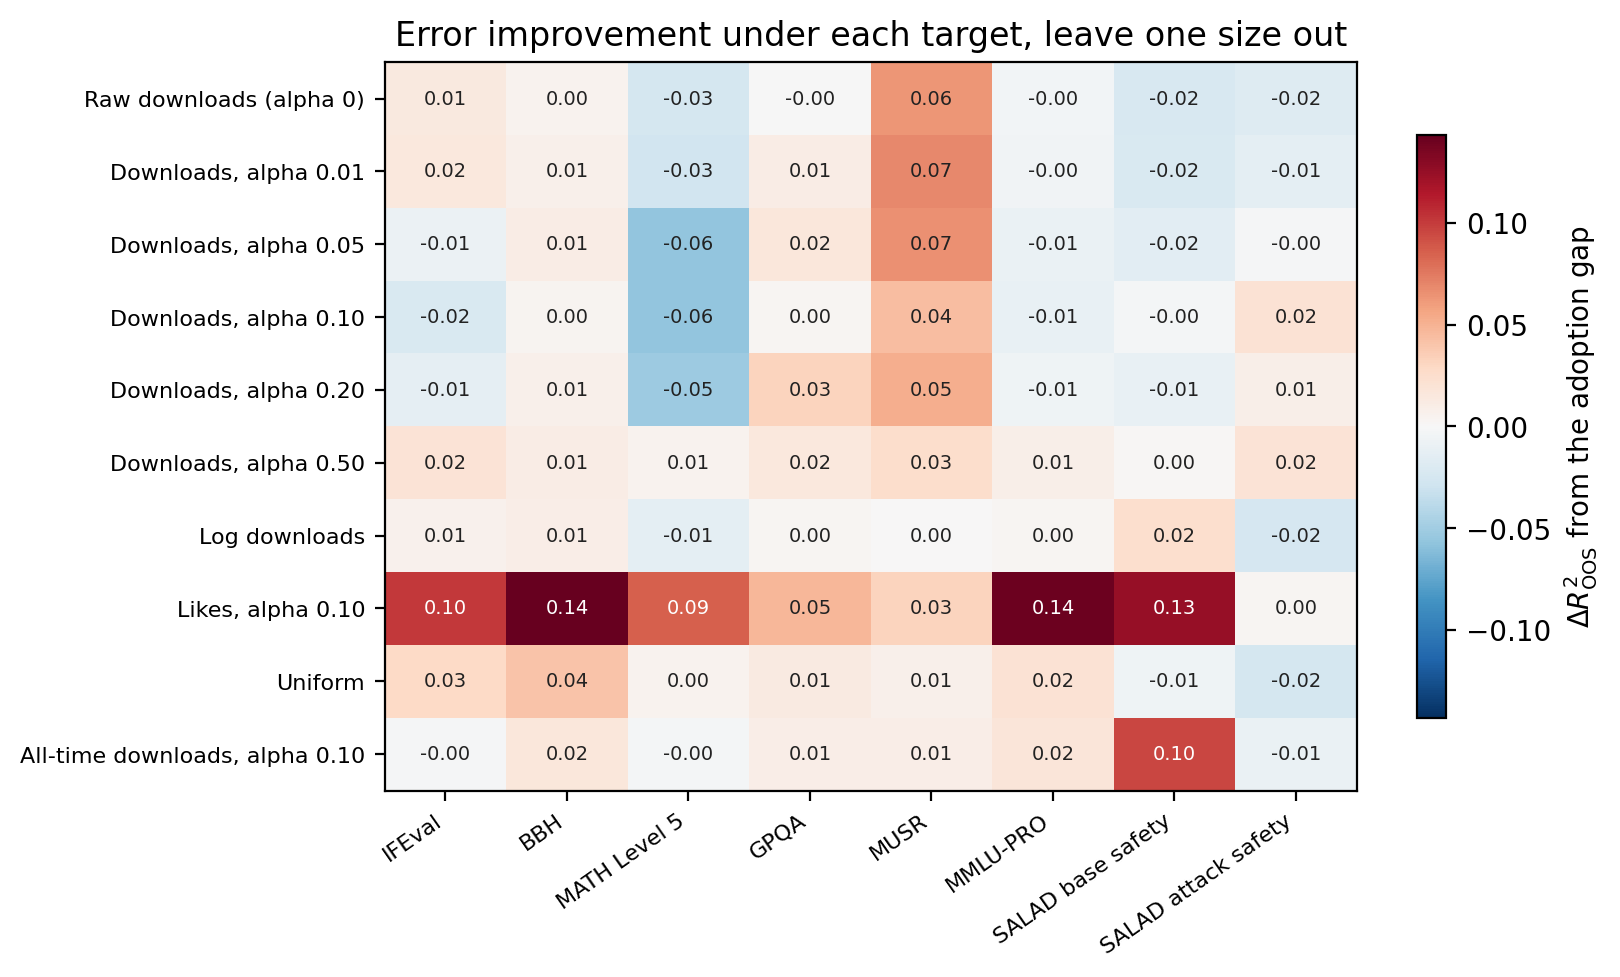 Error improvement under each target, leave one size out
Raw downloads (alpha 0) 0.01 0.00 -0.03 -0.00 0.06 -0.00 -0.02 -0.02
Downloads, alpha 0.01 0.02 0.01 -0.03 0.01 0.07 -0.00 -0.02 -0.01
Downloads, alpha 0.05 -0.01 0.01 -0.06 0.02 0.07 -0.01 -0.02 -0.00
Downloads, alpha 0.10 -0.02 0.00 -0.06 0.00 0.04 -0.01 -0.00 0.02
Downloads, alpha 0.20 -0.01 0.01 -0.05 0.03 0.05 -0.01 -0.01 0.01
Downloads, alpha 0.50 0.02 0.01 0.01 0.02 0.03 0.01 0.00 0.02
Log downloads 0.01 0.01 -0.01 0.00 0.00 0.00 0.02 -0.02
Likes, alpha 0.10 0.10 0.14 0.09 0.05 0.03 0.14 0.13 0.00
Uniform 0.03 0.04 0.00 0.01 0.01 0.02 -0.01 -0.02
All-time downloads, alpha 0.10 -0.00 0.02 -0.00 0.01 0.01 0.02 0.10 -0.01
IFEval
BBH
MATH Level 5
GPQA
MUSR
MMLU-PRO
SALAD base safety
SALAD attack safety
0.10
0.05
0.00
−0.05
−0.10
ΔR²OOS from the adoption gap